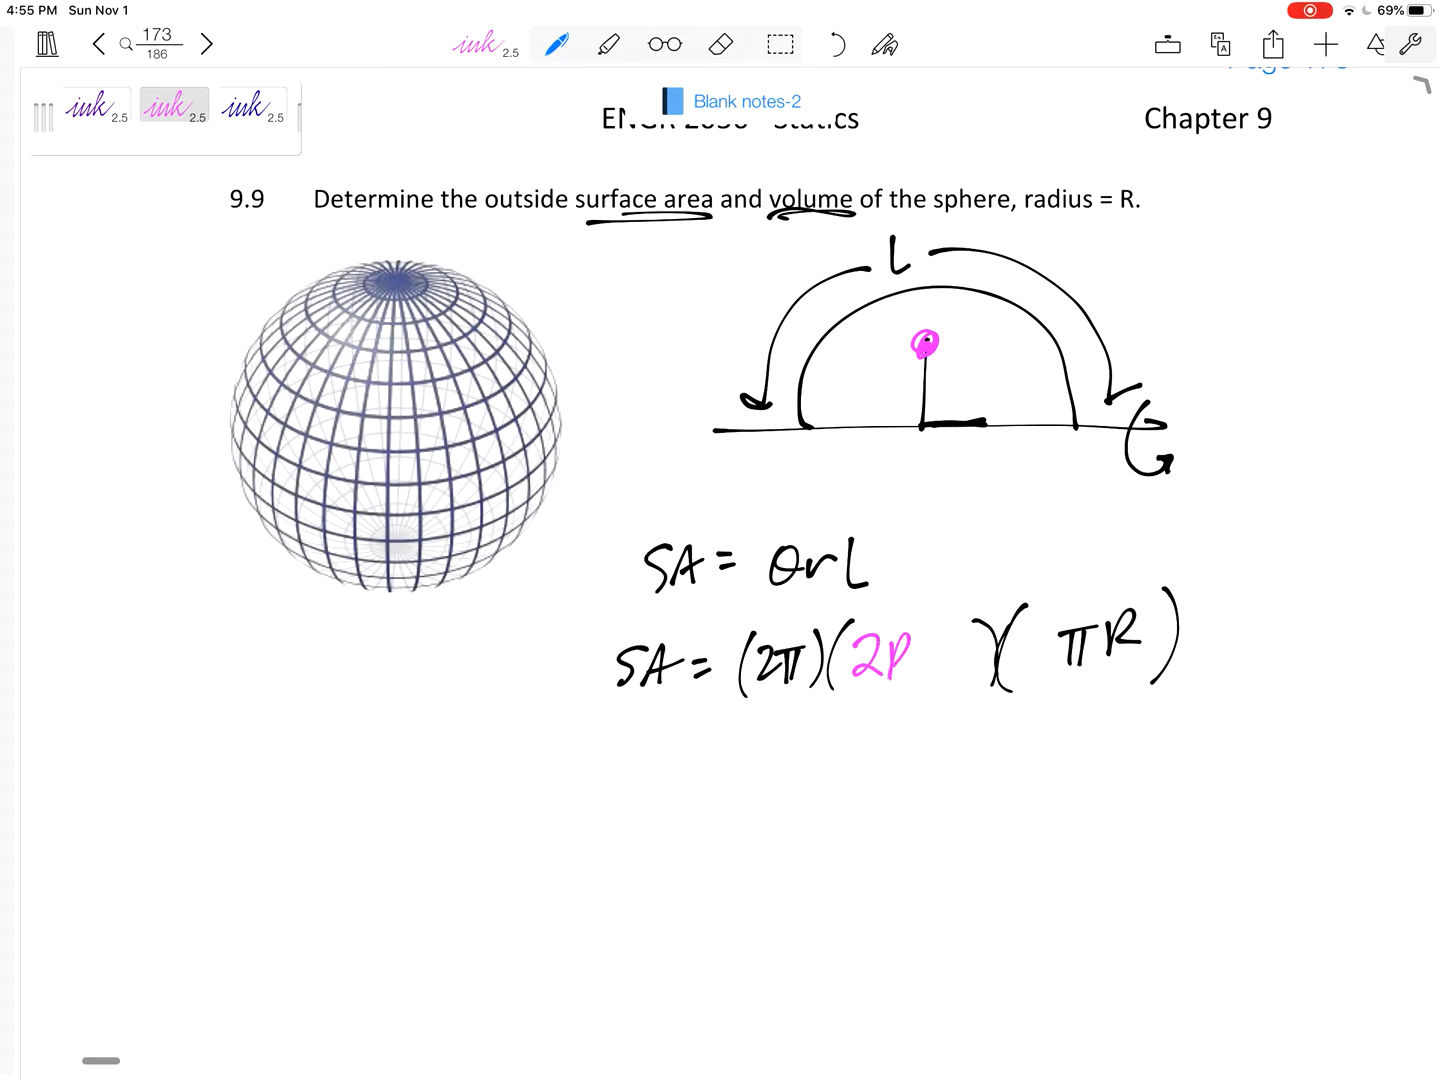 4:55 PM Sun Nov 1
69%
173
186
ink 2.5
ink 2.5
ink 2.5
ink 2.5
Blank notes-2
Chapter 9
9.9 Determine the outside surface area and volume of the sphere, radius = R.
L
SA = θrL
SA = (2π)(2P )( πR )